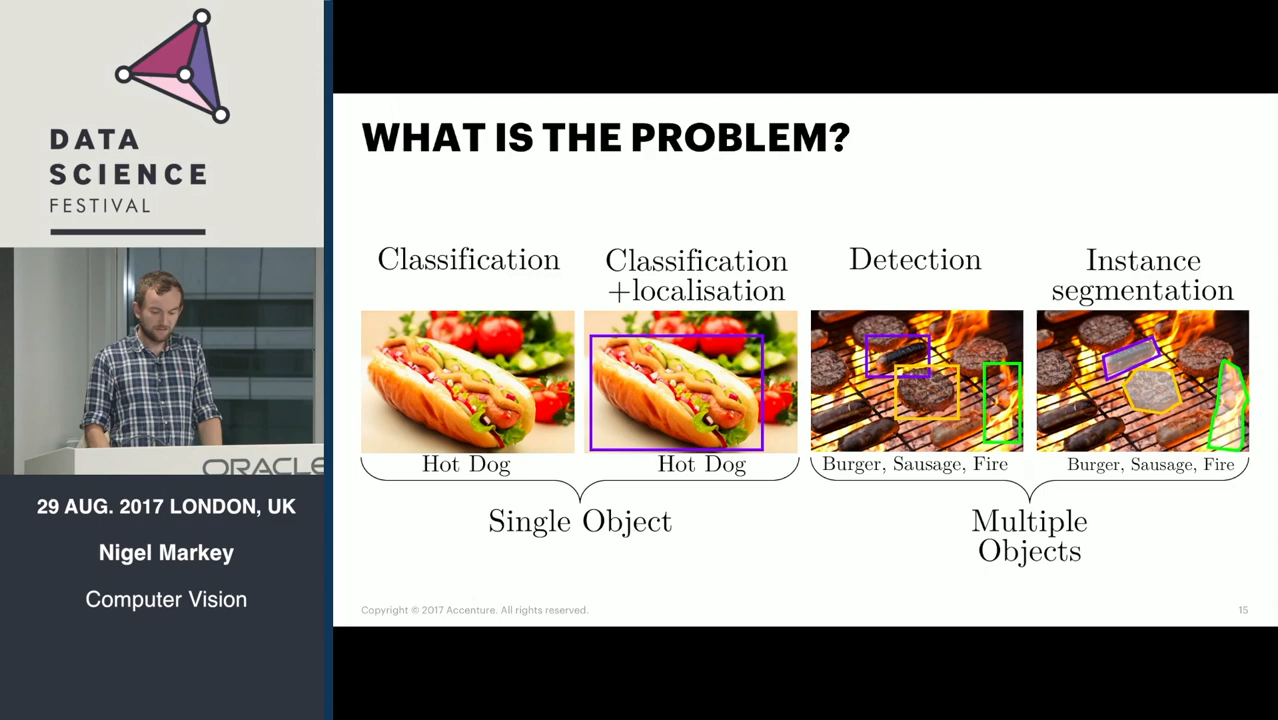 DATA
SCIENCE
FESTIVAL
ORACLE
29 AUG. 2017 LONDON, UK
Nigel Markey
Computer Vision
WHAT IS THE PROBLEM?
Classification
Classification
+localisation
Detection
Instance
segmentation
Hot Dog
Hot Dog
Burger, Sausage, Fire
Burger, Sausage, Fire
Single Object
Multiple
Objects
Copyright © 2017 Accenture. All rights reserved.
15